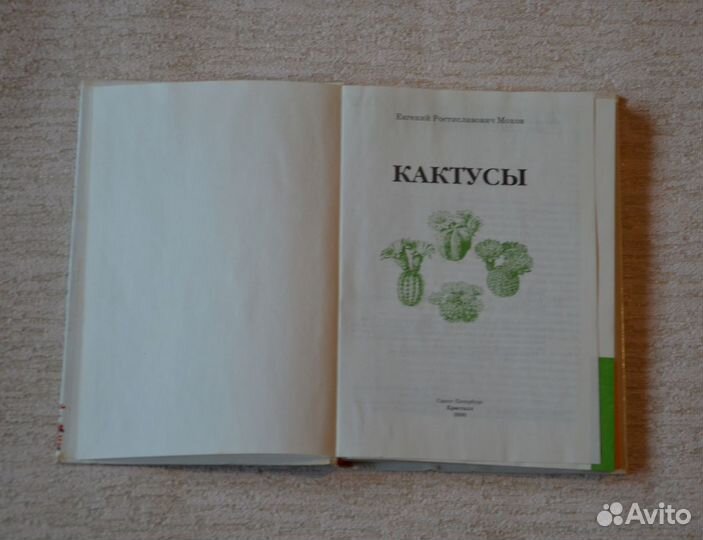 Евгений Ростиславович Мохов
КАКТУСЫ
Санкт-Петербург
Кристалл
2000
Avito